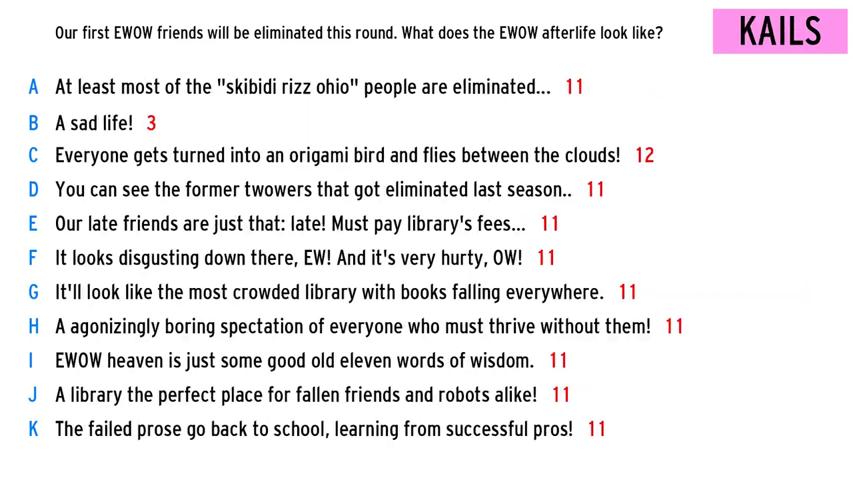 Our first EWOW friends will be eliminated this round. What does the EWOW afterlife look like?
KAILS
A At least most of the "skibidi rizz ohio" people are eliminated... 11
B A sad life! 3
C Everyone gets turned into an origami bird and flies between the clouds! 12
D You can see the former twowers that got eliminated last season.. 11
E Our late friends are just that: late! Must pay library's fees... 11
F It looks disgusting down there, EW! And it's very hurty, OW! 11
G It'll look like the most crowded library with books falling everywhere. 11
H A agonizingly boring spectation of everyone who must thrive without them! 11
I EWOW heaven is just some good old eleven words of wisdom. 11
J A library the perfect place for fallen friends and robots alike! 11
K The failed prose go back to school, learning from successful pros! 11